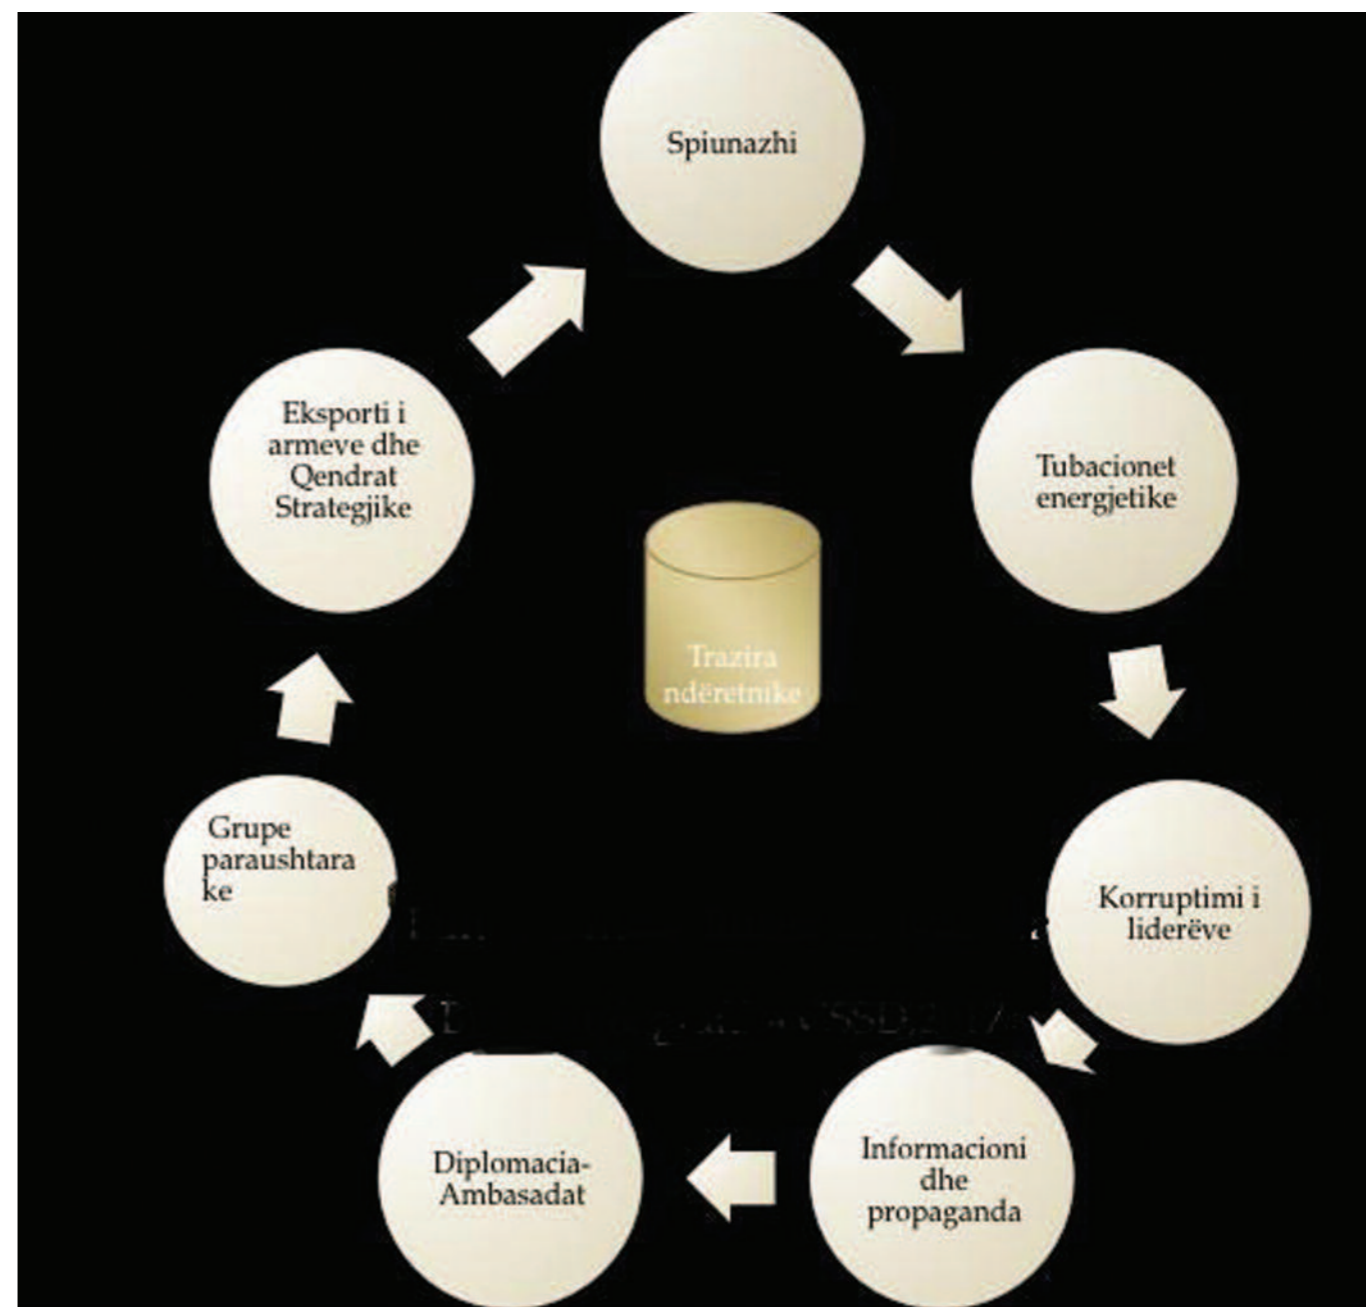 Spiunazhi
Eksporti i
armeve dhe
Qendrat
Strategjike
Tubacionet
energjetike
Trazira
ndëretnike
Grupe
paraushtara
ke
Korruptimi i
liderëve
Informacioni
dhe
propaganda
Diplomacia-
Ambasadat